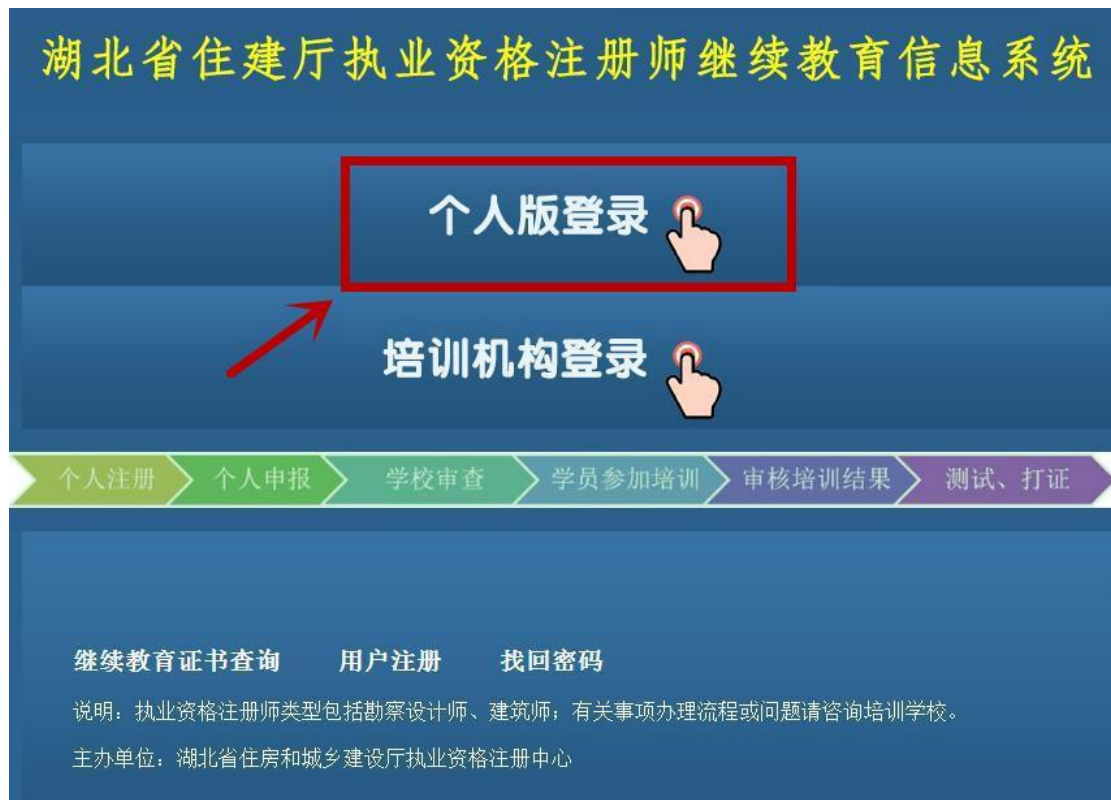 湖北省住建厅执业资格注册师继续教育信息系统
个人版登录
培训机构登录
个人注册 个人申报 学校审查 学员参加培训 审核培训结果 测试、打证
继续教育证书查询 用户注册 找回密码
说明：执业资格注册师类型包括勘察设计师、建筑师；有关事项办理流程或问题请咨询培训学校。
主办单位：湖北省住房和城乡建设厅执业资格注册中心